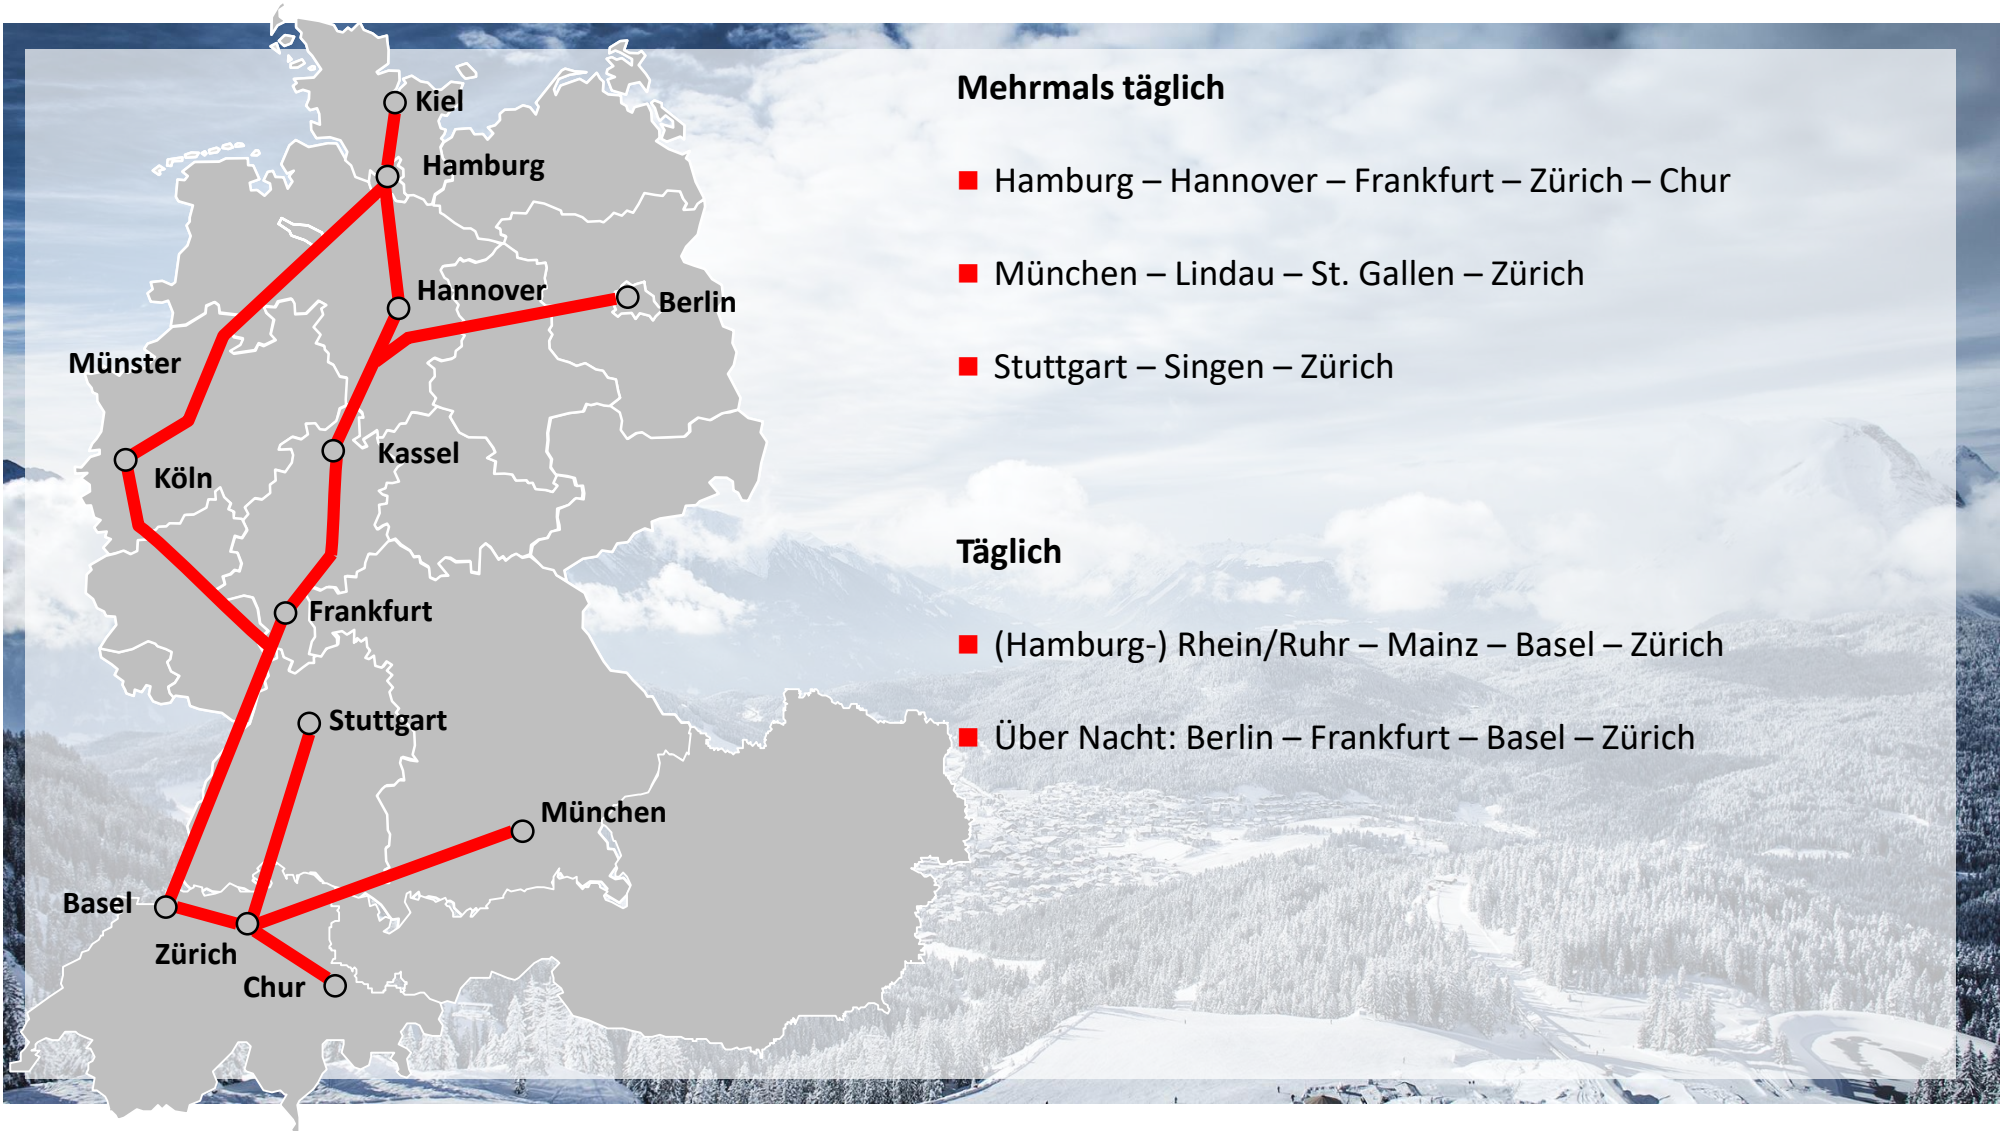 Kiel
Hamburg
Hannover
Berlin
Münster
Kassel
Köln
Frankfurt
Stuttgart
München
Basel
Zürich
Chur
Mehrmals täglich
Hamburg – Hannover – Frankfurt – Zürich – Chur
München – Lindau – St. Gallen – Zürich
Stuttgart – Singen – Zürich
Täglich
(Hamburg-) Rhein/Ruhr – Mainz – Basel – Zürich
Über Nacht: Berlin – Frankfurt – Basel – Zürich